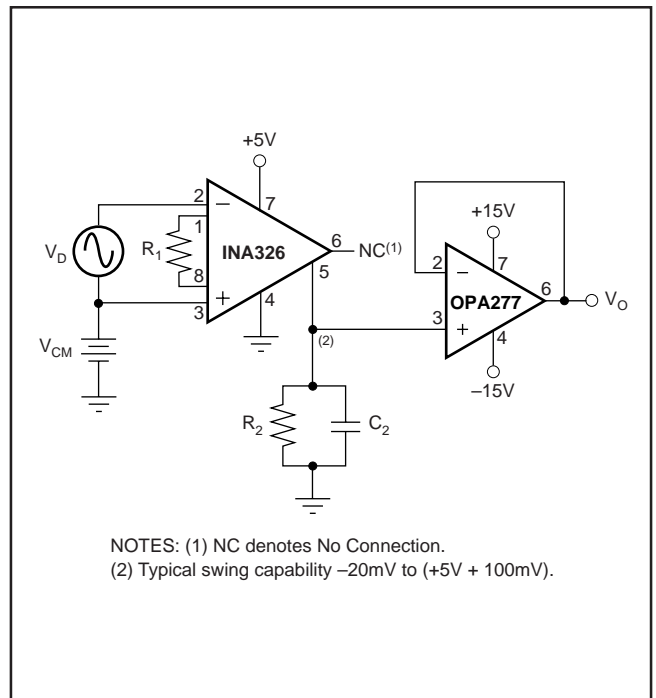 +5V
2
1
7
V_D
R_1
INA326
6
NC(1)
5
8
4
3
V_CM
(2)
R_2
C_2
+15V
2
7
OPA277
6
V_O
3
4
–15V
NOTES: (1) NC denotes No Connection.
(2) Typical swing capability –20mV to (+5V + 100mV).